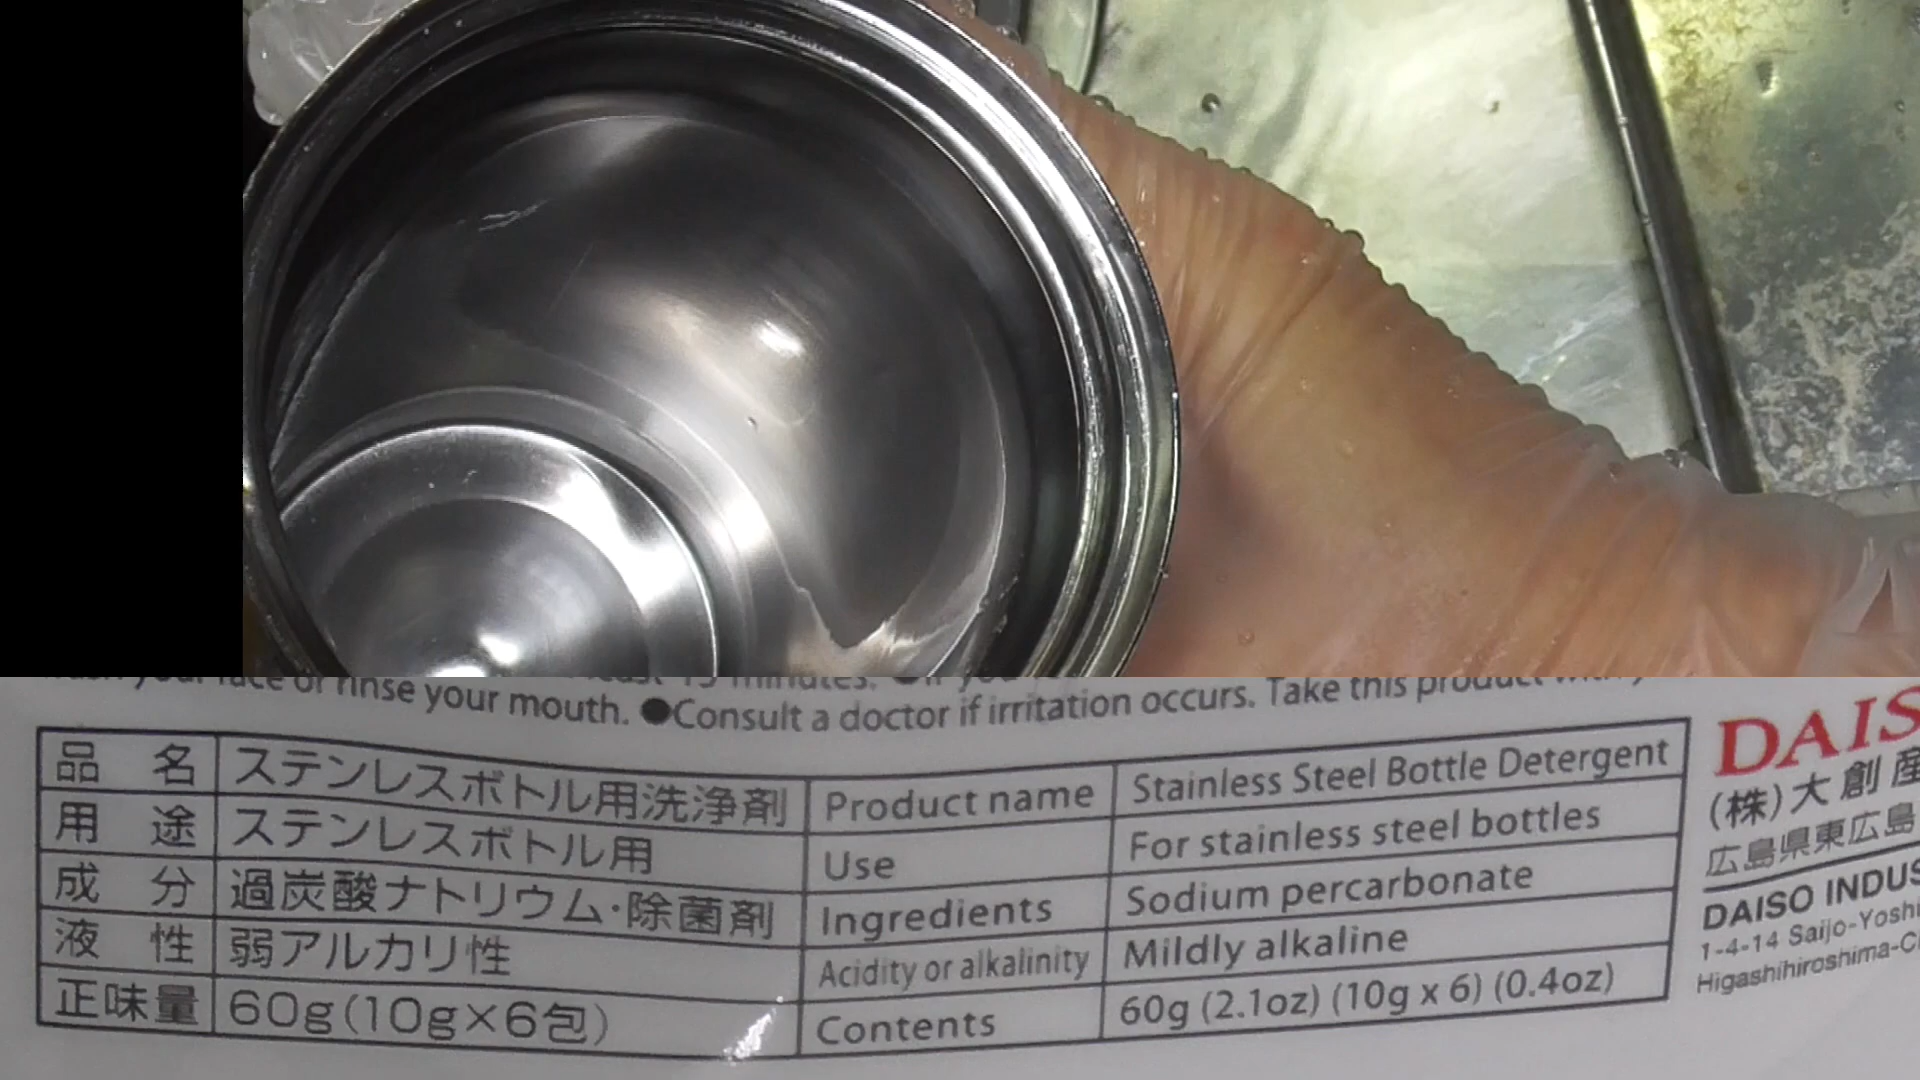 your face or rinse your mouth. ●Consult a doctor if irritation occurs. Take this product
品 名 ステンレスボトル用洗浄剤 Product name Stainless Steel Bottle Detergent
用 途 ステンレスボトル用 Use For stainless steel bottles
成 分 過炭酸ナトリウム・除菌剤 Ingredients Sodium percarbonate
液 性 弱アルカリ性 Acidity or alkalinity Mildly alkaline
正味量 60g(10g×6包) Contents 60g (2.1oz) (10g x 6) (0.4oz)
DAIS
(株)大創産
広島県東広島
DAISO INDUS
1-4-14 Saijo-Yoshi
Higashihiroshima-C